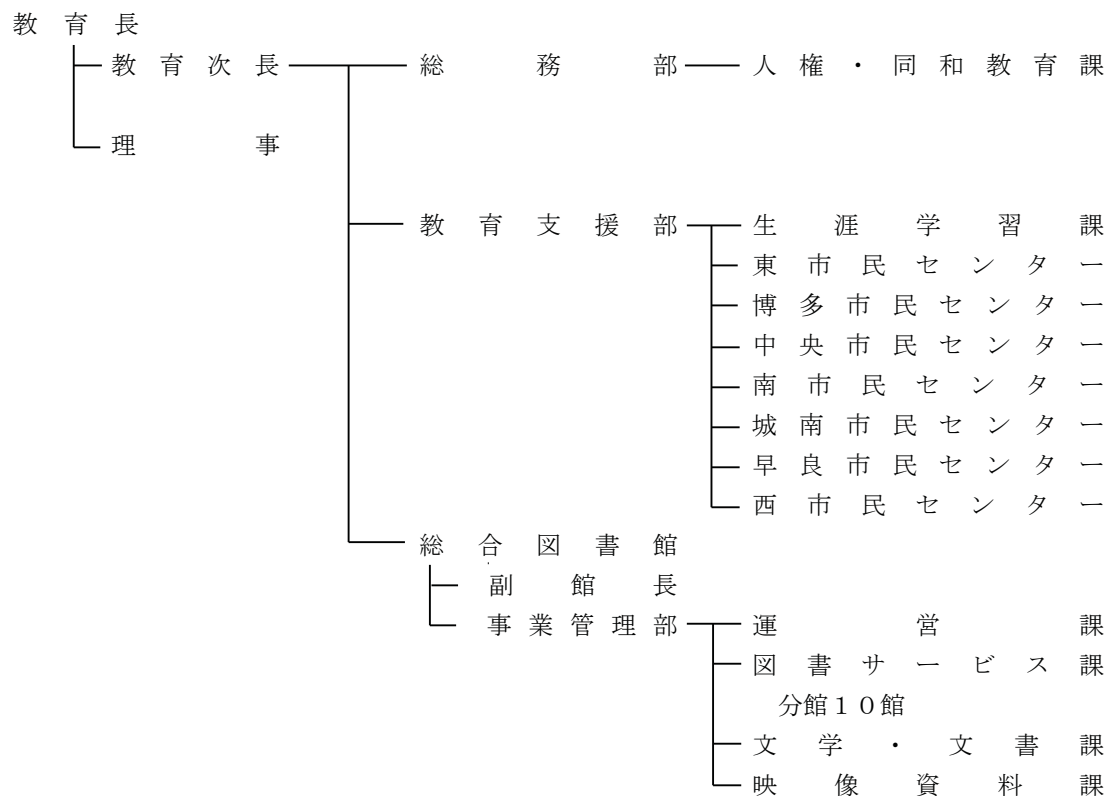 教育長
教育次長 総務部 人権・同和教育課
理事
教育支援部 生涯学習課
東市民センター
博多市民センター
中央市民センター
南市民センター
城南市民センター
早良市民センター
西市民センター
総合図書館
副館長
事業管理部 運営課
図書サービス課
分館１０館
文学・文書課
映像資料課